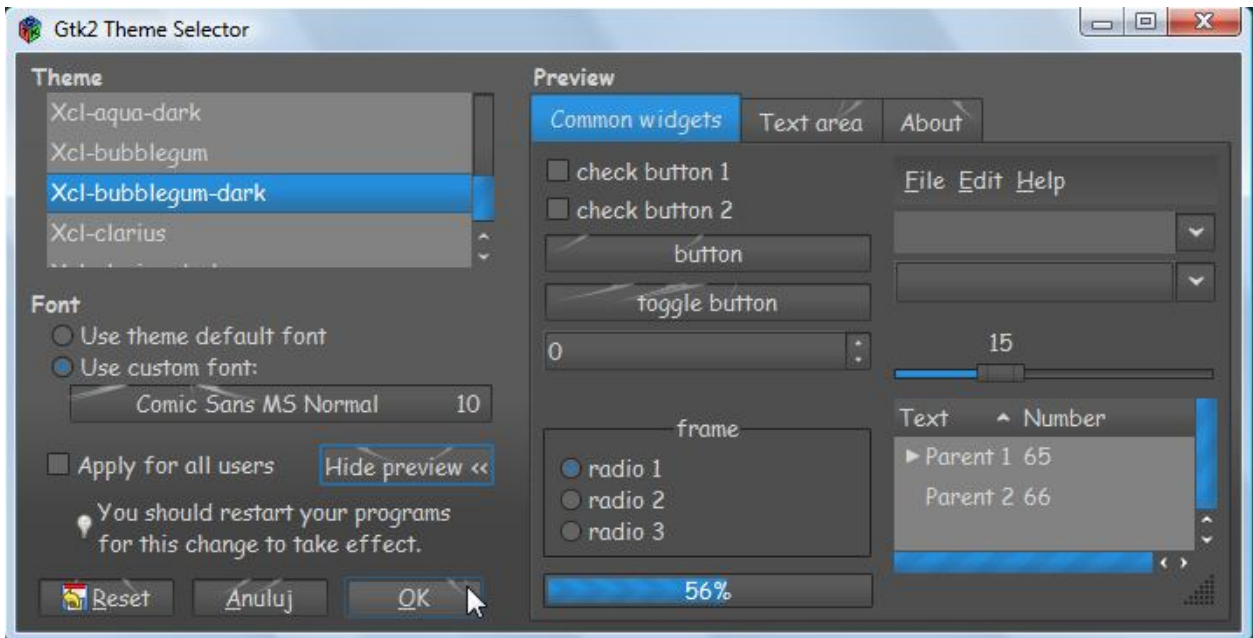 Gtk2 Theme Selector
Theme
Xcl-aqua-dark
Xcl-bubblegum
Xcl-bubblegum-dark
Xcl-clarius
Font
Use theme default font
Use custom font:
Comic Sans MS Normal 10
Apply for all users
Hide preview <<
You should restart your programs
for this change to take effect.
Reset Anuluj OK
Preview
Common widgets Text area About
check button 1
check button 2
button
toggle button
0
frame
radio 1
radio 2
radio 3
56%
File Edit Help
15
Text Number
Parent 1 65
Parent 2 66